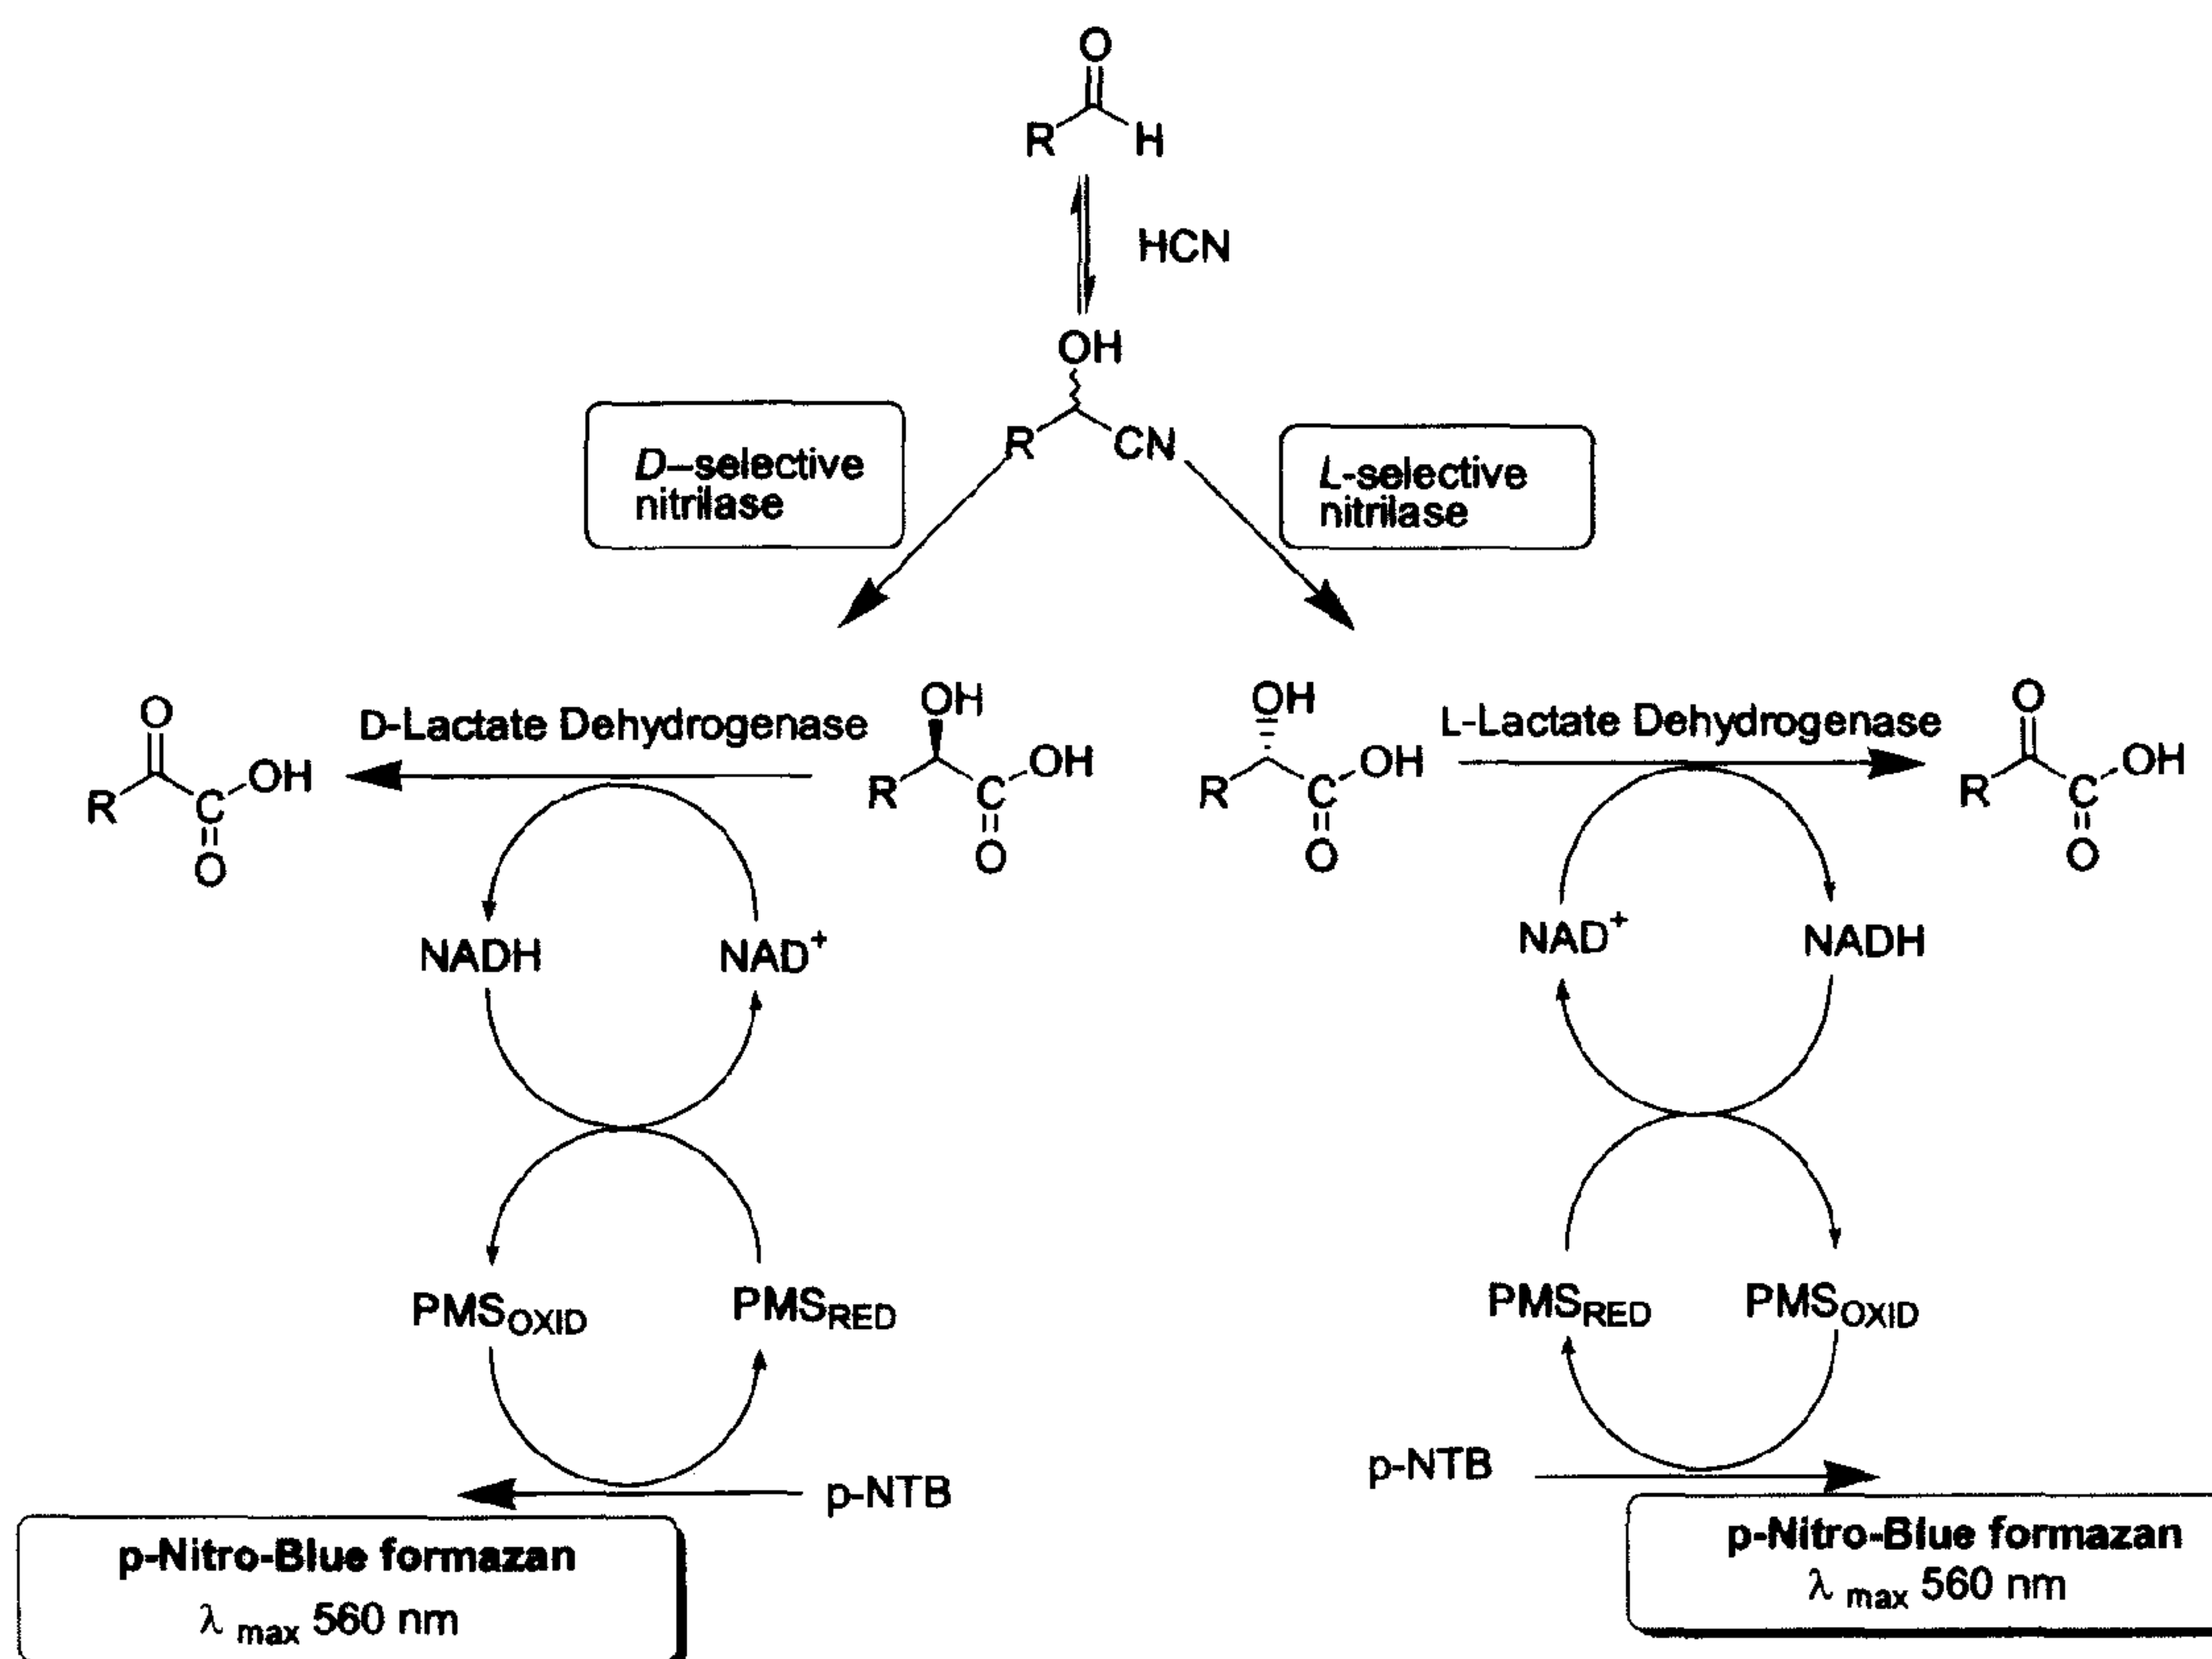 O
R H
HCN
OH
R CN
D–selective
nitrilase
L-selective
nitrilase
O
R C OH
O
D-Lactate Dehydrogenase
OH
R C OH
O
OH
R C OH
O
L-Lactate Dehydrogenase
O
R C OH
O
NADH NAD+
NAD+ NADH
PMSOXID PMSRED
PMSRED PMSOXID
p-NTB
p-NTB
p-Nitro-Blue formazan
λ max 560 nm
p-Nitro-Blue formazan
λ max 560 nm